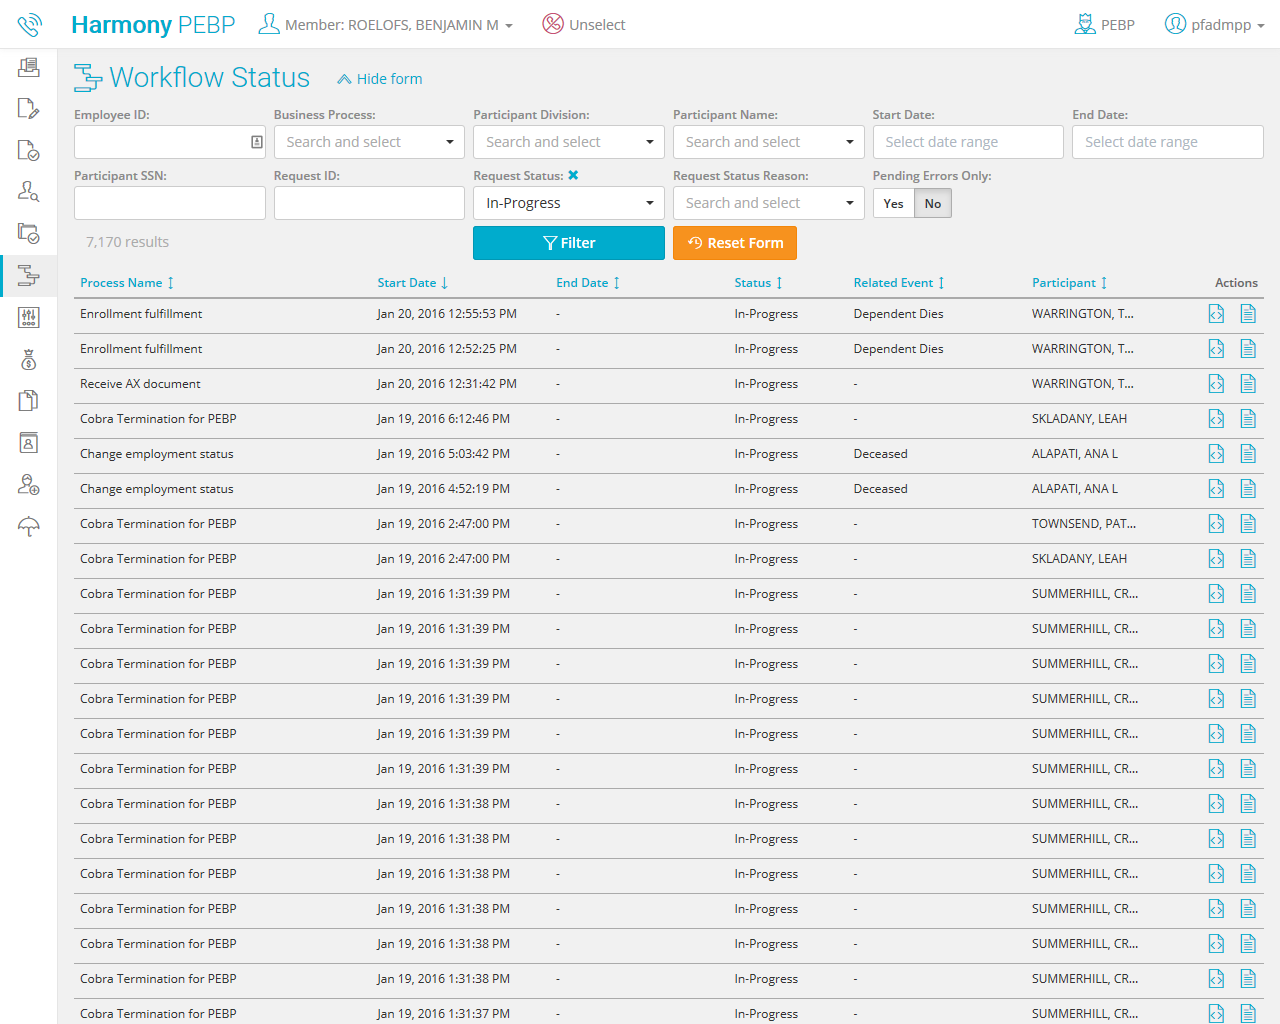 Harmony PEBP Member: ROELOFS, BENJAMIN M Unselect PEBP pfadmpp
Workflow Status Hide form
Employee ID: Business Process: Participant Division: Participant Name: Start Date: End Date:
Search and select Search and select Search and select Select date range Select date range
Participant SSN: Request ID: Request Status: Request Status Reason: Pending Errors Only:
In-Progress Search and select Yes No
7,170 results Filter Reset Form
Process Name Start Date End Date Status Related Event Participant Actions
Enrollment fulfillment Jan 20, 2016 12:55:53 PM - In-Progress Dependent Dies WARRINGTON, T...
Enrollment fulfillment Jan 20, 2016 12:52:25 PM - In-Progress Dependent Dies WARRINGTON, T...
Receive AX document Jan 20, 2016 12:31:42 PM - In-Progress - WARRINGTON, T...
Cobra Termination for PEBP Jan 19, 2016 6:12:46 PM - In-Progress - SKLADANY, LEAH
Change employment status Jan 19, 2016 5:03:42 PM - In-Progress Deceased ALAPATI, ANA L
Change employment status Jan 19, 2016 4:52:19 PM - In-Progress Deceased ALAPATI, ANA L
Cobra Termination for PEBP Jan 19, 2016 2:47:00 PM - In-Progress - TOWNSEND, PAT...
Cobra Termination for PEBP Jan 19, 2016 2:47:00 PM - In-Progress - SKLADANY, LEAH
Cobra Termination for PEBP Jan 19, 2016 1:31:39 PM - In-Progress - SUMMERHILL, CR...
Cobra Termination for PEBP Jan 19, 2016 1:31:39 PM - In-Progress - SUMMERHILL, CR...
Cobra Termination for PEBP Jan 19, 2016 1:31:39 PM - In-Progress - SUMMERHILL, CR...
Cobra Termination for PEBP Jan 19, 2016 1:31:39 PM - In-Progress - SUMMERHILL, CR...
Cobra Termination for PEBP Jan 19, 2016 1:31:39 PM - In-Progress - SUMMERHILL, CR...
Cobra Termination for PEBP Jan 19, 2016 1:31:39 PM - In-Progress - SUMMERHILL, CR...
Cobra Termination for PEBP Jan 19, 2016 1:31:38 PM - In-Progress - SUMMERHILL, CR...
Cobra Termination for PEBP Jan 19, 2016 1:31:38 PM - In-Progress - SUMMERHILL, CR...
Cobra Termination for PEBP Jan 19, 2016 1:31:38 PM - In-Progress - SUMMERHILL, CR...
Cobra Termination for PEBP Jan 19, 2016 1:31:38 PM - In-Progress - SUMMERHILL, CR...
Cobra Termination for PEBP Jan 19, 2016 1:31:38 PM - In-Progress - SUMMERHILL, CR...
Cobra Termination for PEBP Jan 19, 2016 1:31:38 PM - In-Progress - SUMMERHILL, CR...
Cobra Termination for PEBP Jan 19, 2016 1:31:37 PM - In-Progress - SUMMERHILL, CR...